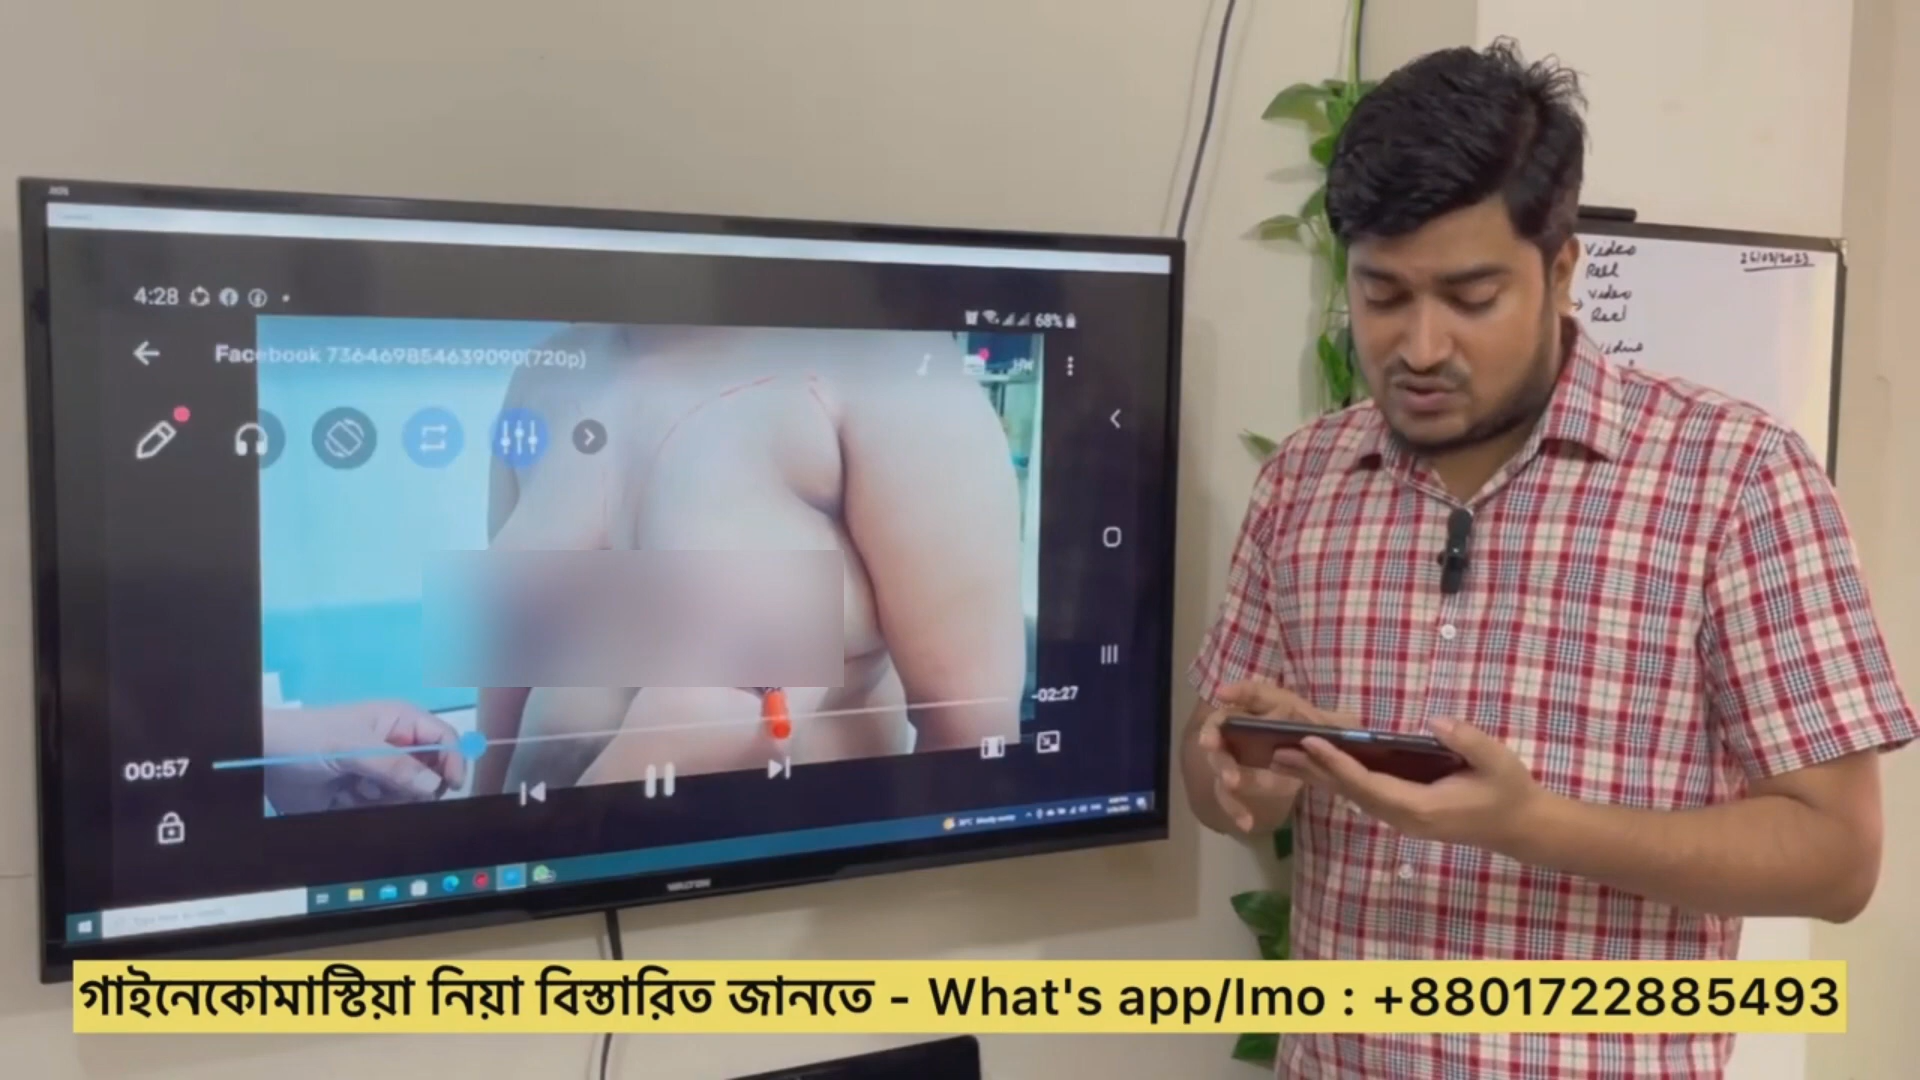 4:28
68%
Facebook 736469854639090(720p)
-02:27
00:57
WALTON
Video
Reel
Video
Reel
গাইনেকোমাস্টিয়া নিয়া বিস্তারিত জানতে - What's app/Imo : +8801722885493